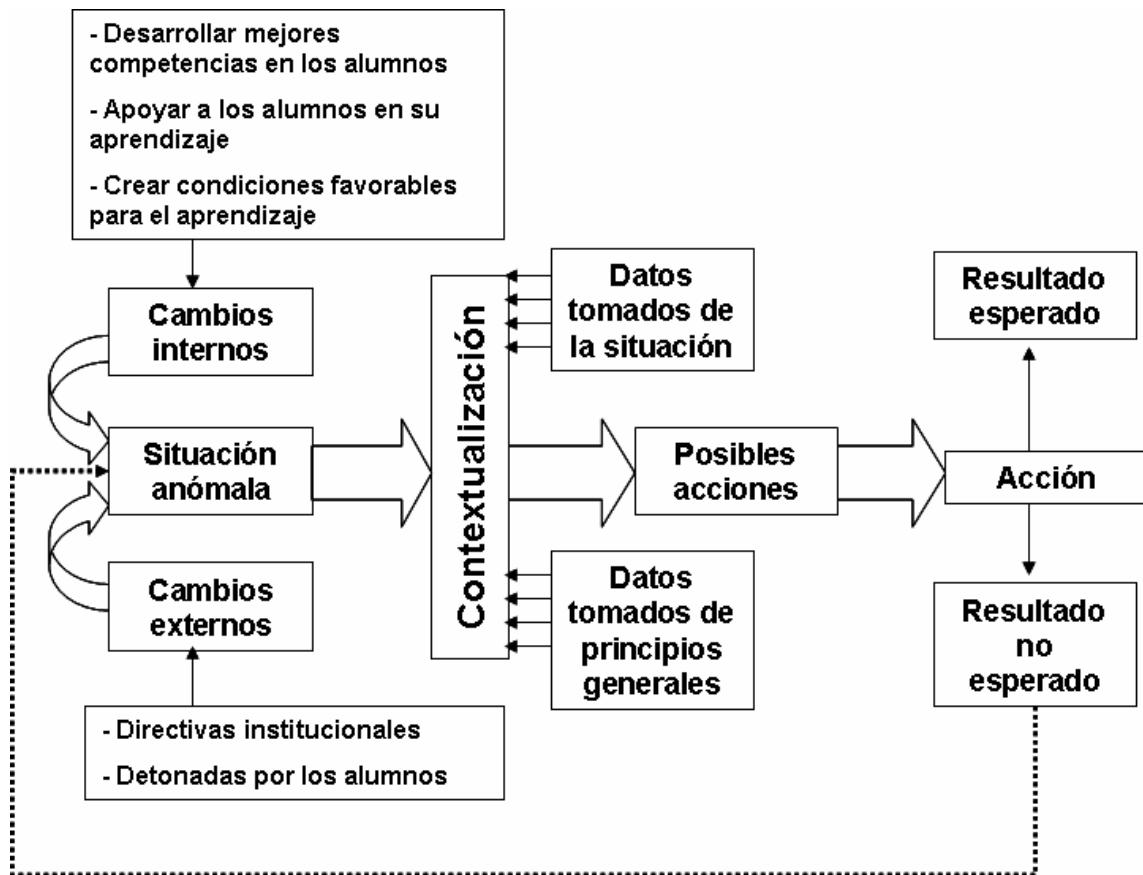 - Desarrollar mejores
competencias en los alumnos
- Apoyar a los alumnos en su
aprendizaje
- Crear condiciones favorables
para el aprendizaje
Cambios
internos
Situación
anómala
Cambios
externos
- Directivas institucionales
- Detonadas por los alumnos
Contextualización
Datos
tomados de
la situación
Datos
tomados de
principios
generales
Posibles
acciones
Resultado
esperado
Acción
Resultado
no
esperado